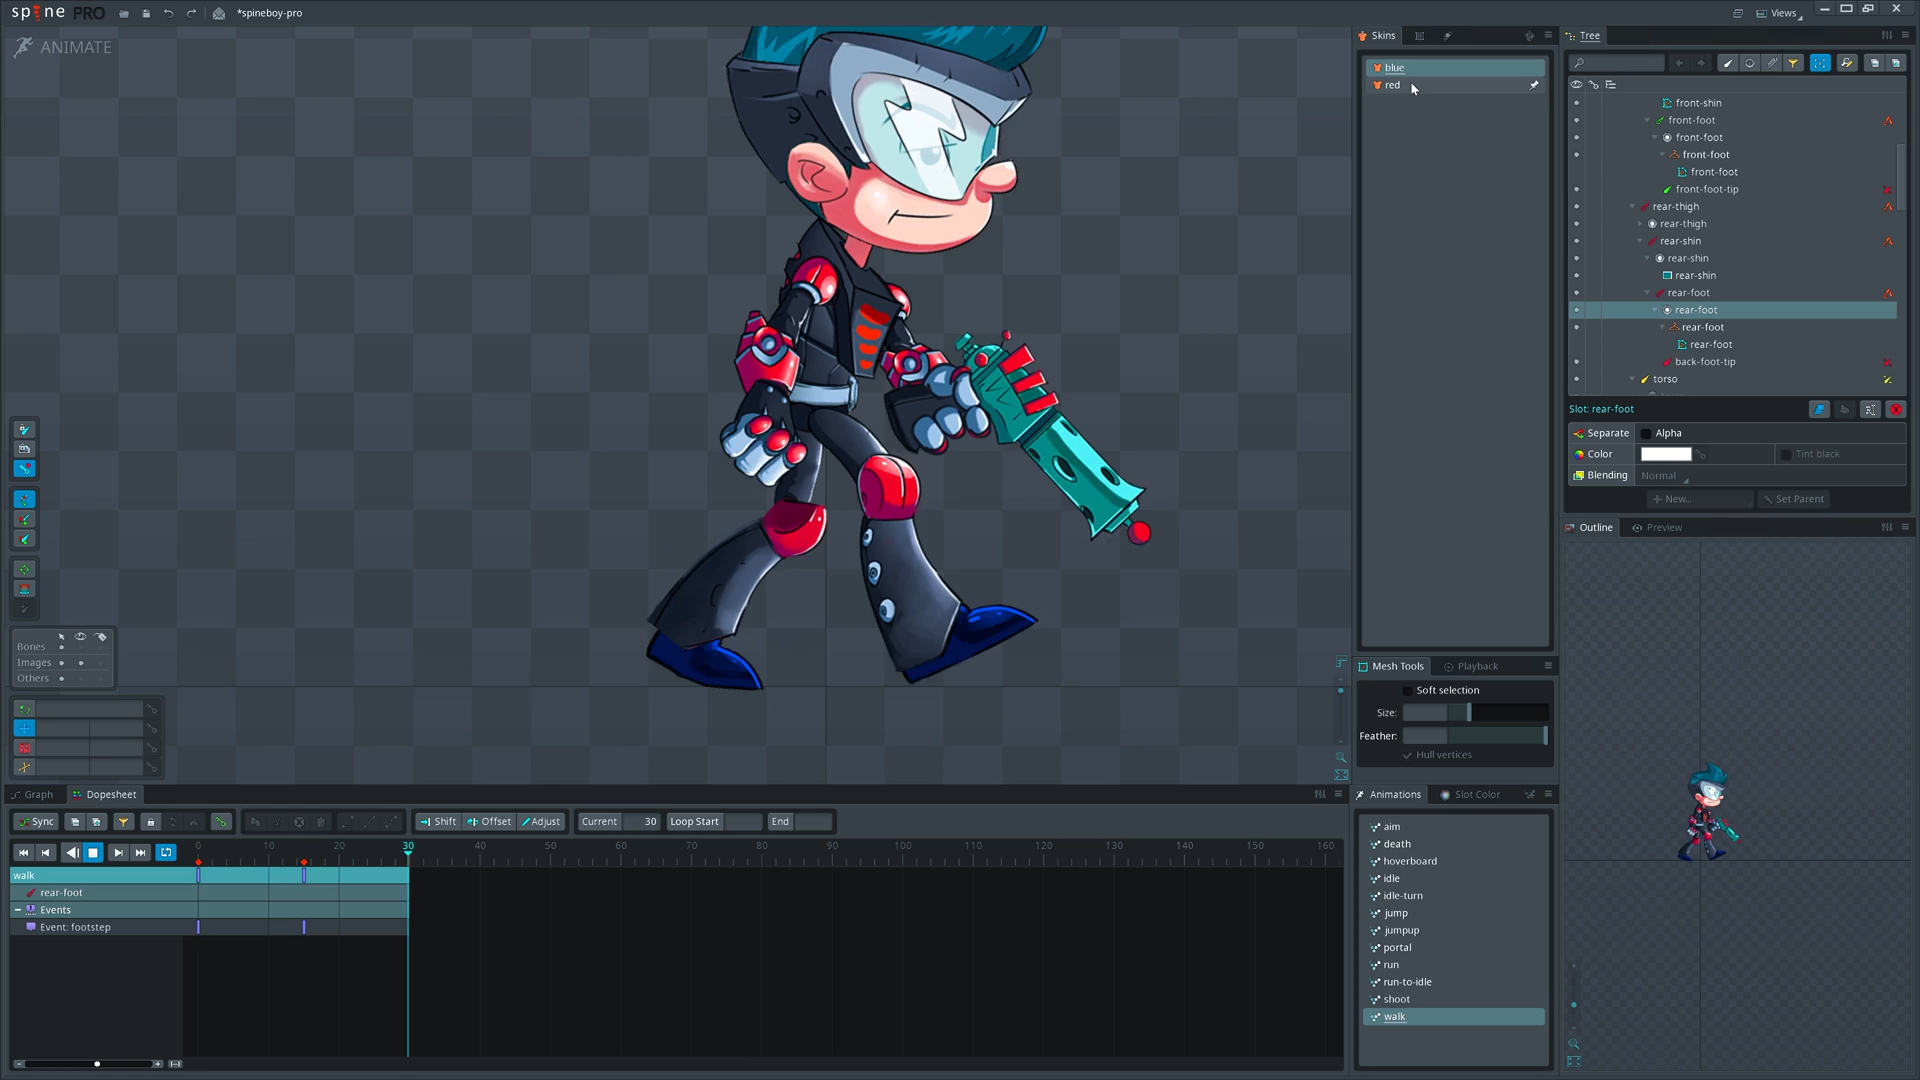 spine PRO
*spineboy-pro
Views
ANIMATE
Skins
blue
red
Tree
front-shin
front-foot
front-foot
front-foot
front-foot
front-foot-tip
rear-thigh
rear-thigh
rear-shin
rear-shin
rear-shin
rear-foot
rear-foot
rear-foot
rear-foot
back-foot-tip
torso
Slot: rear-foot
Separate
Alpha
Color
Tint black
Blending
Normal
+ New...
Set Parent
Outline
Preview
Bones
Images
Others
Mesh Tools
Playback
Soft selection
Size:
Feather:
Hull vertices
Graph
Dopesheet
Sync
Shift
Offset
Adjust
Current 30
Loop Start
End
0 10 20 30 40 50 60 70 80 90 100 110 120 130 140 150 160
walk
rear-foot
Events
Event: footstep
Animations
Slot Color
aim
death
hoverboard
idle
idle-turn
jump
jumpup
portal
run
run-to-idle
shoot
walk